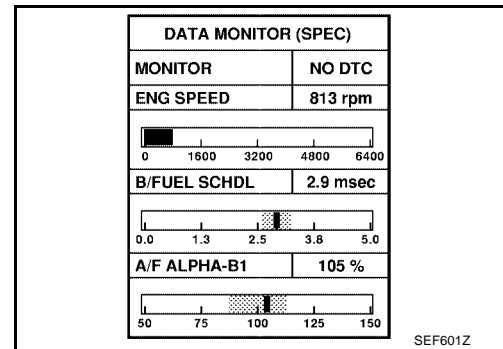 DATA MONITOR (SPEC)
MONITOR NO DTC
ENG SPEED 813 rpm
0 1600 3200 4800 6400
B/FUEL SCHDL 2.9 msec
0.0 1.3 2.5 3.8 5.0
A/F ALPHA-B1 105 %
50 75 100 125 150
SEF601Z